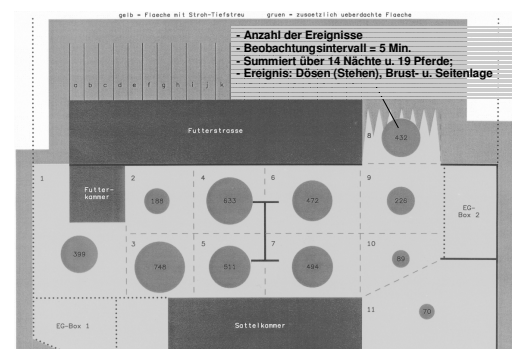 gelb = Flaeche mit Stroh-Tiefstreu gruen = zusaetzlich ueberdachte Flaeche
- Anzahl der Ereignisse
- Beobachtungsintervall = 5 Min.
- Summiert über 14 Nächte u. 19 Pferde;
- Ereignis: Dösen (Stehen), Brust- u. Seitenlage
a b c d e f g h i j k
Futterstrasse
8
432
1
Futter-
kammer
2
188
4
633
6
472
9
226
EG-
Box 2
399
3
748
5
511
7
494
10
89
11
70
EG-Box 1
Sattelkammer